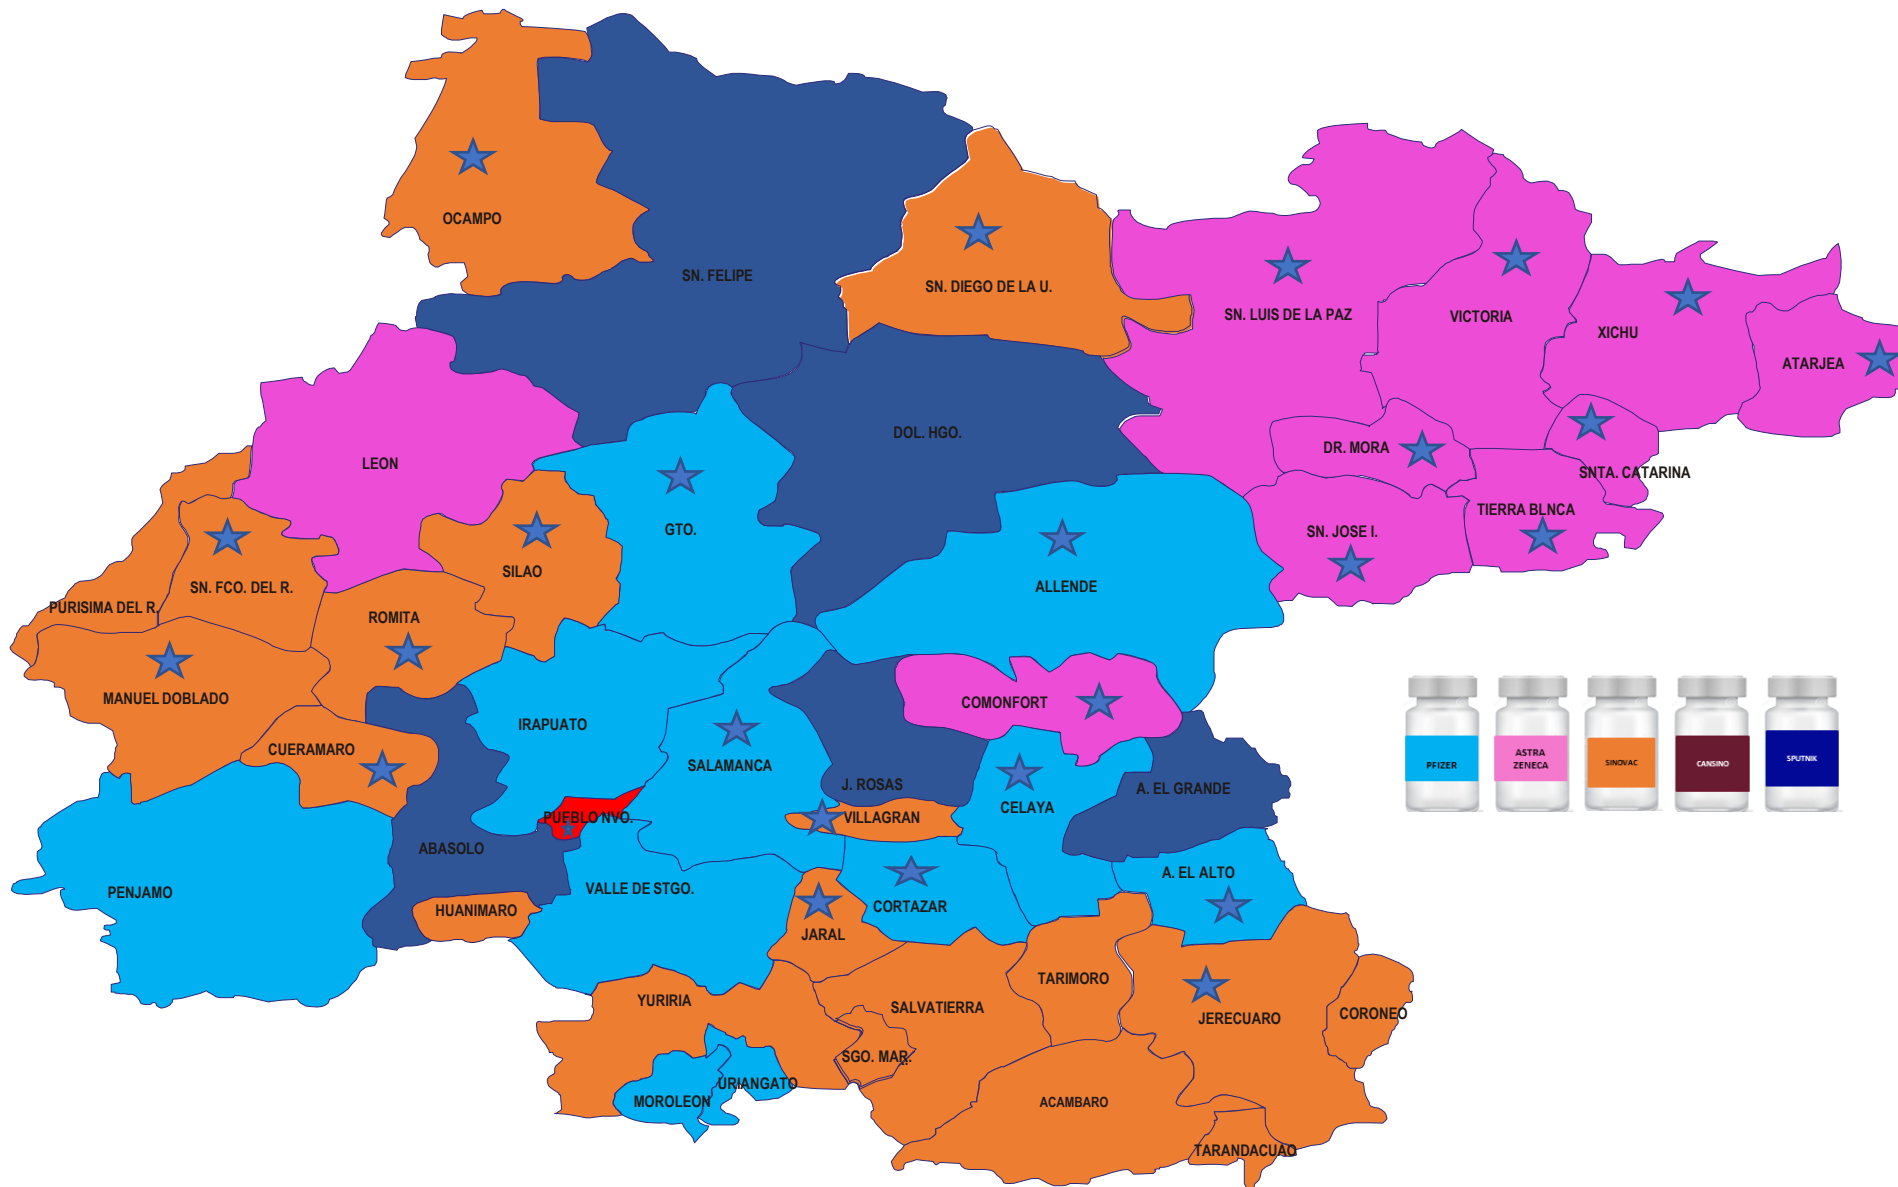 OCAMPO
SN. FELIPE
SN. DIEGO DE LA U.
SN. LUIS DE LA PAZ
VICTORIA
XICHU
ATARJEA
LEON
DOL. HGO.
DR. MORA
SNTA. CATARINA
TIERRA BLNCA
SN. JOSE I.
GTO.
SILAO
SN. FCO. DEL R.
PURISIMA DEL R.
ROMITA
ALLENDE
MANUEL DOBLADO
COMONFORT
IRAPUATO
CUERAMARO
SALAMANCA
J. ROSAS
A. EL GRANDE
CELAYA
PUEBLO NVO.
VILLAGRAN
ABASOLO
PENJAMO
VALLE DE STGO.
CORTAZAR
A. EL ALTO
HUANIMARO
JARAL
TARIMORO
YURIRIA
SALVATIERRA
JERECUARO
CORONEO
SGO. MAR.
URIANGATO
MOROLEON
ACAMBARO
TARANDACUAO
PFIZER
ASTRA
ZENECA
SINOVAC
CANSINO
SPUTNIK